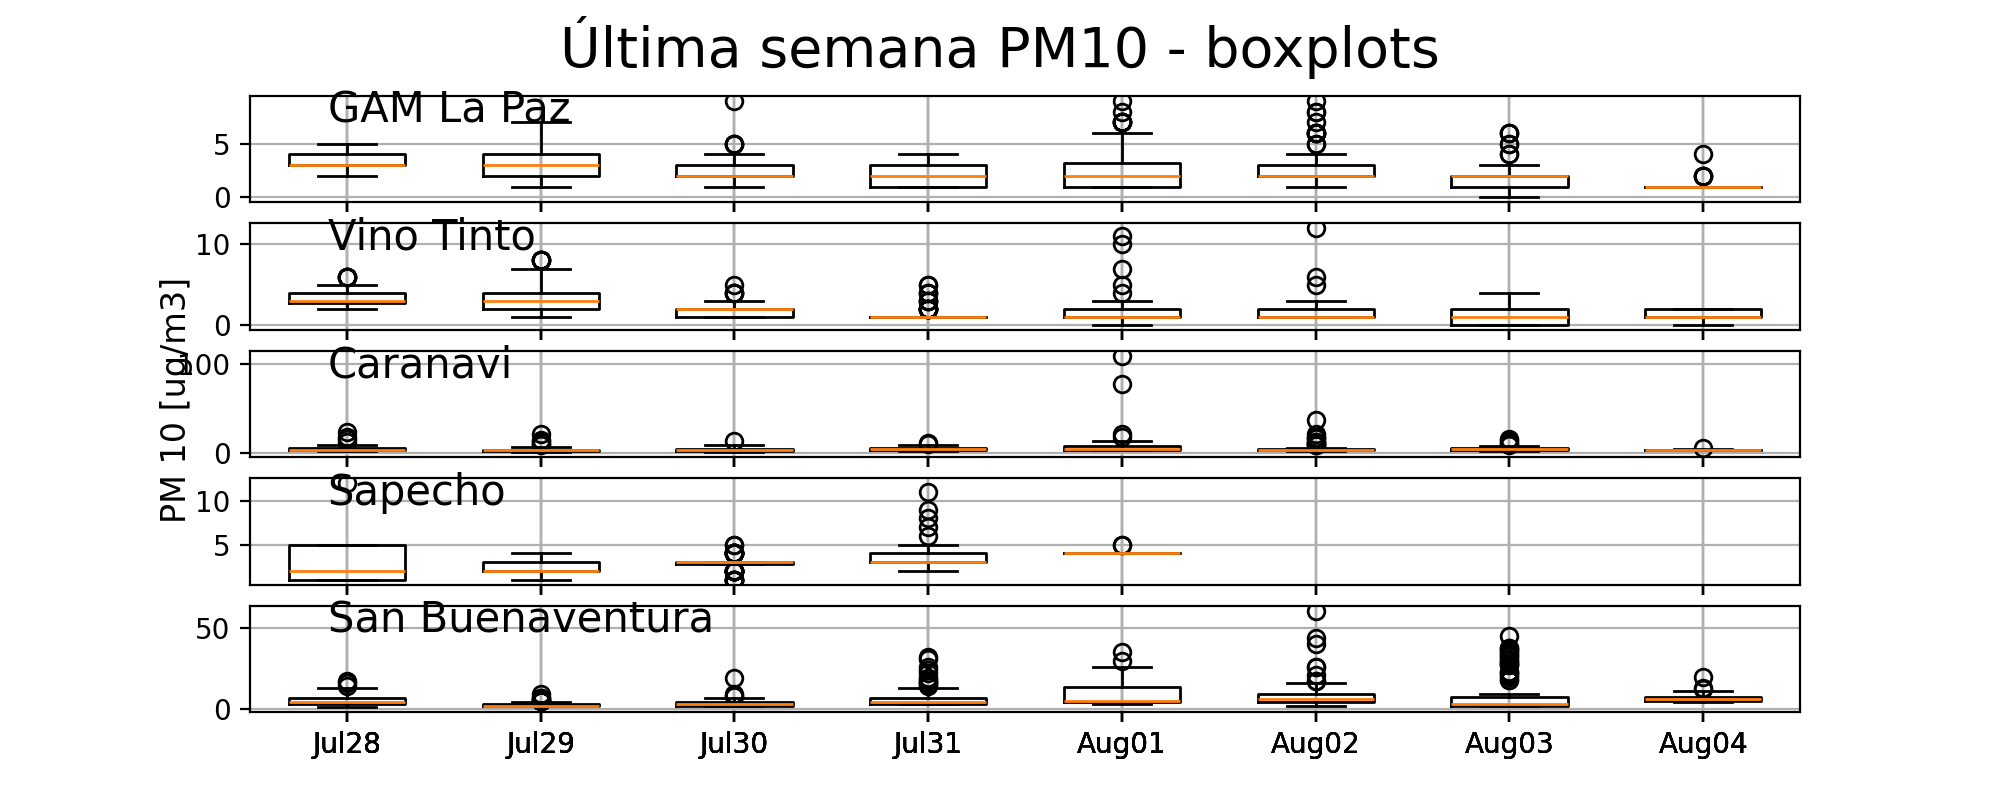 Última semana PM10 - boxplots
GAM La Paz
5
0
Vino Tinto
10
0
PM 10 [ug/m3]
Caranavi
100
0
Sapecho
10
5
San Buenaventura
50
0
Jul28 Jul29 Jul30 Jul31 Aug01 Aug02 Aug03 Aug04